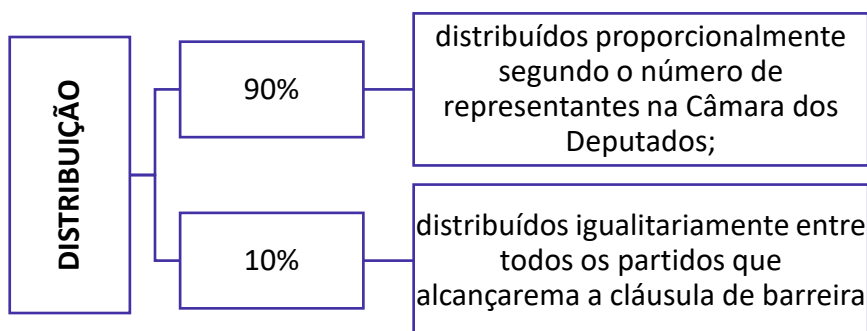 DISTRIBUIÇÃO
90%
distribuídos proporcionalmente
segundo o número de
representantes na Câmara dos
Deputados;
10%
distribuídos igualitariamente entre
todos os partidos que
alcançarema a cláusula de barreira